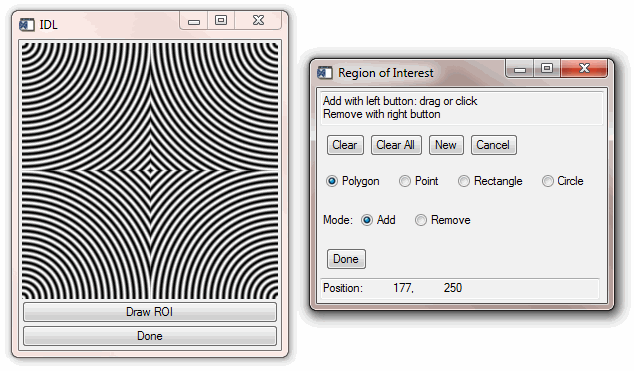 IDL
Draw ROI
Done
Region of Interest
Add with left button: drag or click
Remove with right button
Clear Clear All New Cancel
Polygon Point Rectangle Circle
Mode: Add Remove
Done
Position: 177, 250